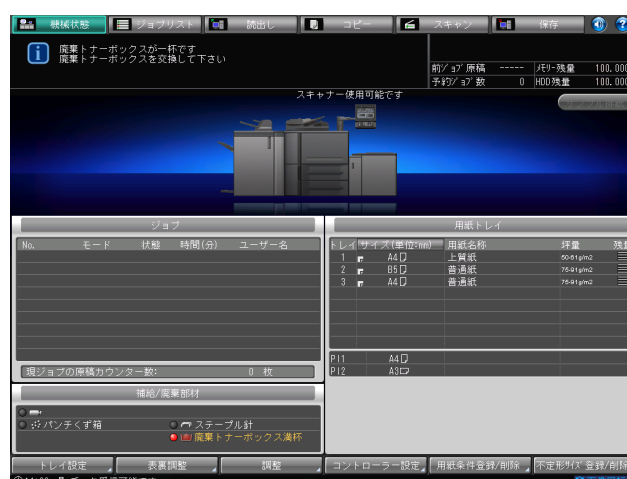 機械状態 ジョブリスト 読出し コピー スキャン 保存
廃棄トナーボックスが一杯です
廃棄トナーボックスを交換して下さい
前ジョブ原稿 ----- メモリー残量 100.000
予約ジョブ数 0 HDD残量 100.000
スキャナー使用可能です
ジョブ
No. モード 状態 時間(分) ユーザー名
現ジョブの原稿カウンター数: 0 枚
用紙トレイ
トレイ サイズ(単位:mm) 用紙名称 坪量 残量
1 A4 上質紙 50-61g/m2
2 B5 普通紙 75-91g/m2
3 A4 普通紙 75-91g/m2
PI1 A4
PI2 A3
補給/廃棄部材
パンチくず箱 ステープル針
廃棄トナーボックス満杯
トレイ設定 表裏調整 調整 コントローラー設定 用紙条件登録/削除 不定形サイズ登録/削除